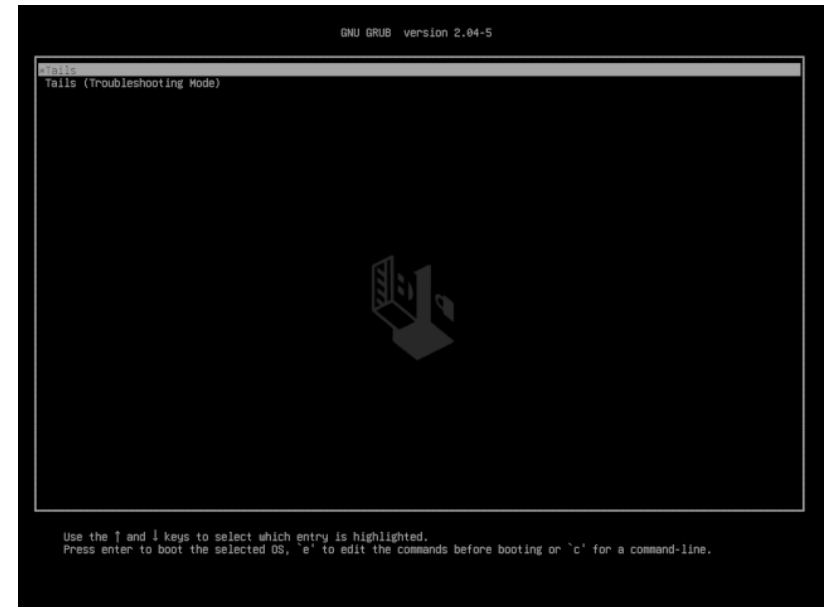 GNU GRUB version 2.04-5
*Tails
Tails (Troubleshooting Mode)
Use the ↑ and ↓ keys to select which entry is highlighted.
Press enter to boot the selected OS, `e' to edit the commands before booting or `c' for a command-line.